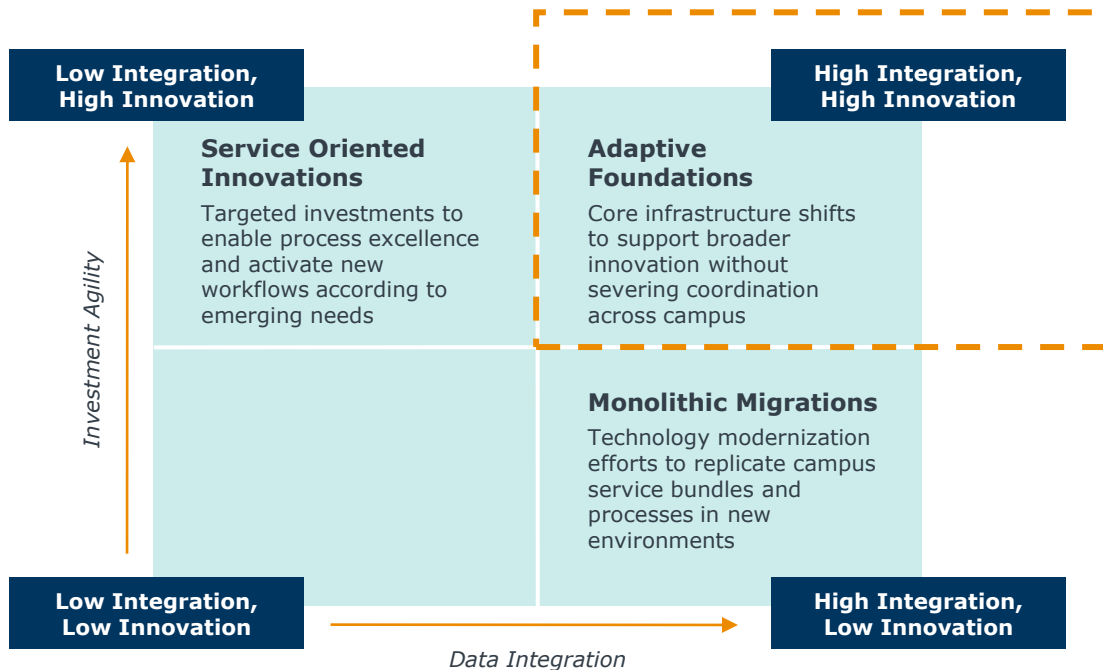 Low Integration,
High Innovation
High Integration,
High Innovation
Service Oriented
Innovations
Targeted investments to
enable process excellence
and activate new
workflows according to
emerging needs
Adaptive
Foundations
Core infrastructure shifts
to support broader
innovation without
severing coordination
across campus
Investment Agility
Monolithic Migrations
Technology modernization
efforts to replicate campus
service bundles and
processes in new
environments
Low Integration,
Low Innovation
High Integration,
Low Innovation
Data Integration